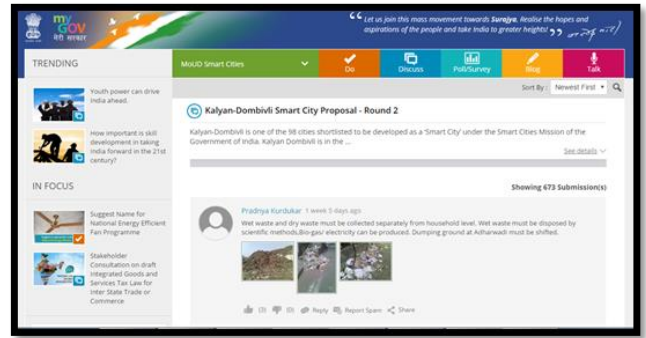 my
GOV
मेरी सरकार
Let us join this mass movement towards Surajya. Realise the hopes and
aspirations of the people and take India to greater heights!
TRENDING
Youth power can drive
India ahead.
How important is skill
development in taking
India forward in the 21st
century?
IN FOCUS
Suggest Name for
National Energy Efficient
Fan Programme
Stakeholder
Consultation on draft
Integrated Goods and
Services Tax Law for
Inter State Trade or
Commerce
MoUD Smart Cities
Do
Discuss
Poll/Survey
Blog
Talk
Sort By : Newest First
Kalyan-Dombivli Smart City Proposal - Round 2
Kalyan-Dombivli is one of the 98 cities shortlisted to be developed as a 'Smart City' under the Smart Cities Mission of the
Government of India. Kalyan Dombivli is in the ...
See details
Showing 673 Submission(s)
Pradnya Kurdukar 1 week 5 days ago
Wet waste and dry waste must be collected separately from household level. Wet waste must be disposed by
scientific methods.Bio-gas/ electricity can be produced. Dumping ground at Adharwadi must be shifted.
(3) (0) Reply Report Spam Share